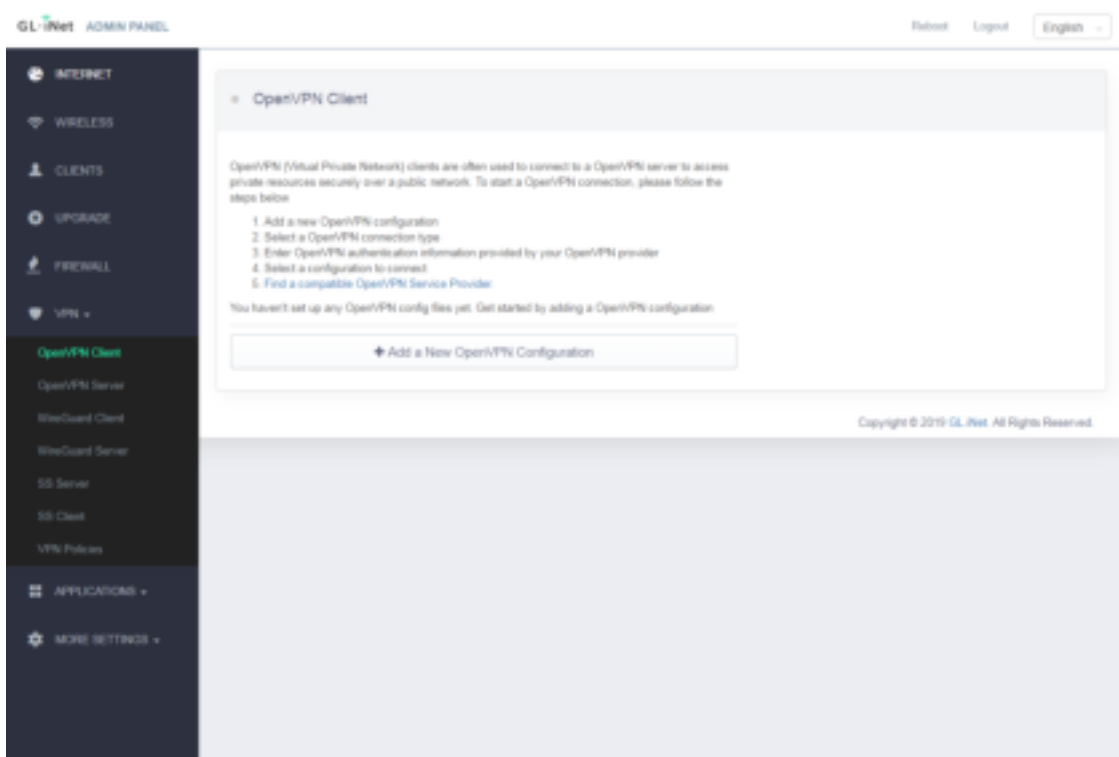 GL·iNet ADMIN PANEL
Reboot Logout English
INTERNET
WIRELESS
CLIENTS
UPGRADE
FIREWALL
VPN
OpenVPN Client
OpenVPN Server
WireGuard Client
WireGuard Server
SS Server
SS Client
VPN Policies
APPLICATIONS
MORE SETTINGS
OpenVPN Client
OpenVPN (Virtual Private Network) clients are often used to connect to a OpenVPN server to access
private resources securely over a public network. To start a OpenVPN connection, please follow the
steps below
1. Add a new OpenVPN configuration
2. Select a OpenVPN connection type
3. Enter OpenVPN authentication information provided by your OpenVPN provider
4. Select a configuration to connect
5. Find a compatible OpenVPN Service Provider.
You haven't set up any OpenVPN config files yet. Get started by adding a OpenVPN configuration
+ Add a New OpenVPN Configuration
Copyright © 2019 GL.iNet. All Rights Reserved.